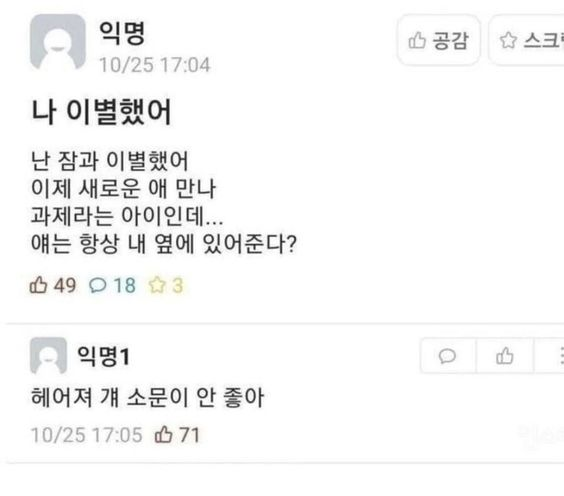 익명
10/25 17:04
공감
나 이별했어
난 잠과 이별했어
이제 새로운 애 만나
과제라는 아이인데...
얘는 항상 내 옆에 있어준다?
49 18 3
익명1
헤어져 걔 소문이 안 좋아
10/25 17:05 71